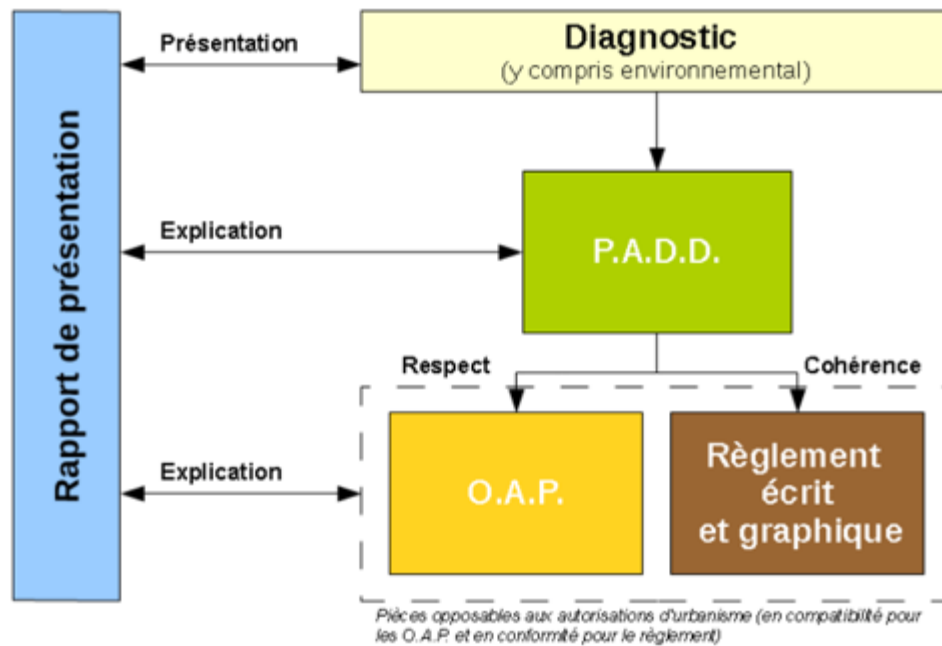 Rapport de présentation
Présentation
Diagnostic
(y compris environnemental)
Explication
P.A.D.D.
Respect
Cohérence
Explication
O.A.P.
Règlement
écrit
et graphique
Pièces opposables aux autorisations d'urbanisme (en compatibilité pour
les O.A.P. et en conformité pour le règlement)